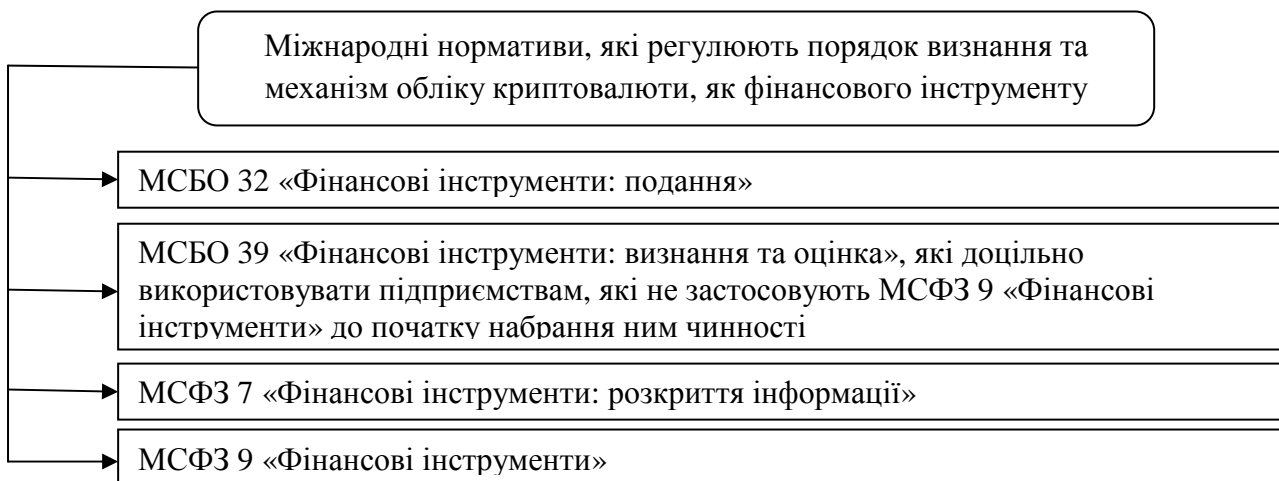 Міжнародні нормативи, які регулюють порядок визнання та
механізм обліку криптовалюти, як фінансового інструменту
МСБО 32 «Фінансові інструменти: подання»
МСБО 39 «Фінансові інструменти: визнання та оцінка», які доцільно
використовувати підприємствам, які не застосовують МСФЗ 9 «Фінансові
інструменти» до початку набрання ним чинності
МСФЗ 7 «Фінансові інструменти: розкриття інформації»
МСФЗ 9 «Фінансові інструменти»